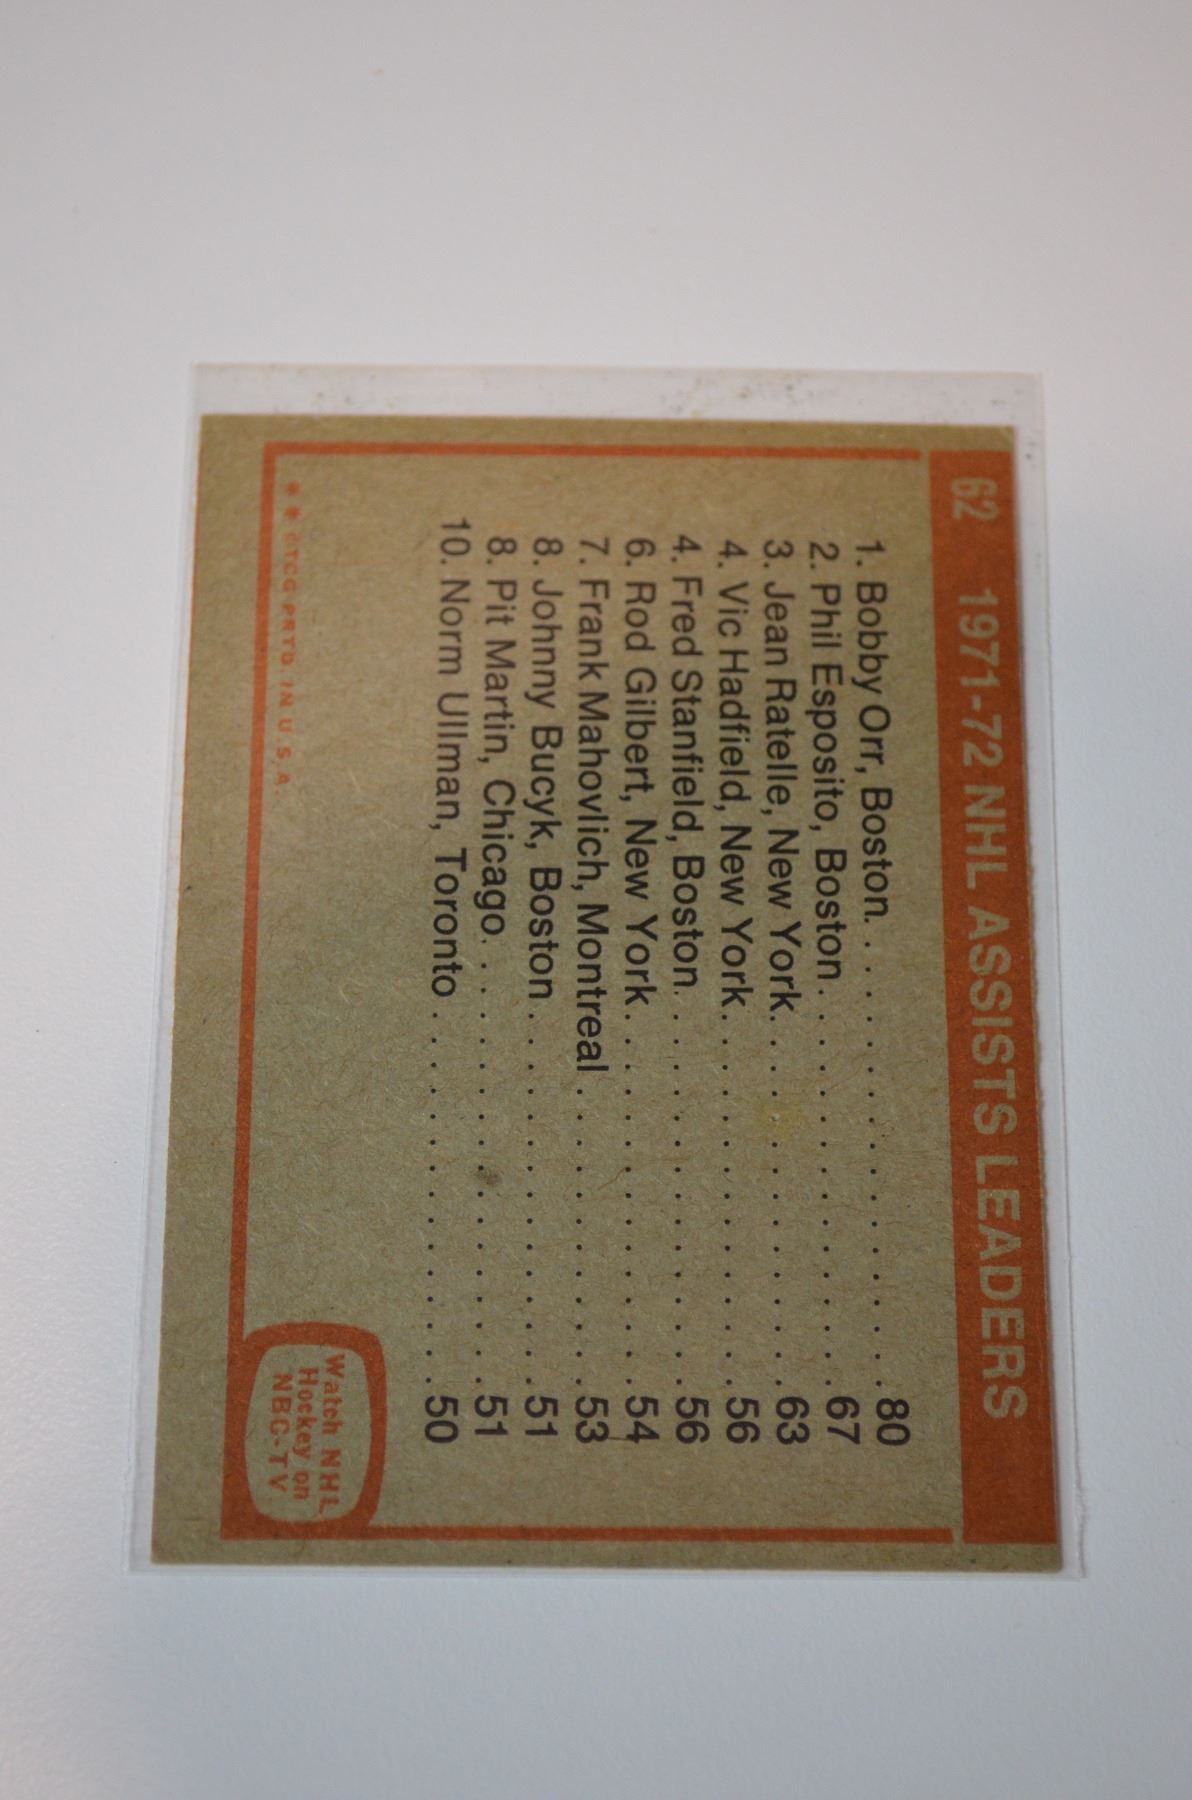 62 1971-72 NHL ASSISTS LEADERS
1. Bobby Orr, Boston. . . . . . . . . . . . . . . . . . 80
2. Phil Esposito, Boston . . . . . . . . . . . . . . . . 67
3. Jean Ratelle, New York. . . . . . . . . . . . . . . 63
4. Vic Hadfield, New York. . . . . . . . . . . . . . . 56
4. Fred Stanfield, Boston. . . . . . . . . . . . . . . 56
6. Rod Gilbert, New York. . . . . . . . . . . . . . . 54
7. Frank Mahovlich, Montreal . . . . . . . . . . . . 53
8. Johnny Bucyk, Boston . . . . . . . . . . . . . . . 51
8. Pit Martin, Chicago. . . . . . . . . . . . . . . . . 51
10. Norm Ullman, Toronto . . . . . . . . . . . . . . . 50
Watch NHL
Hockey on
NBC-TV
** ©TCG PRTD. IN U.S.A.